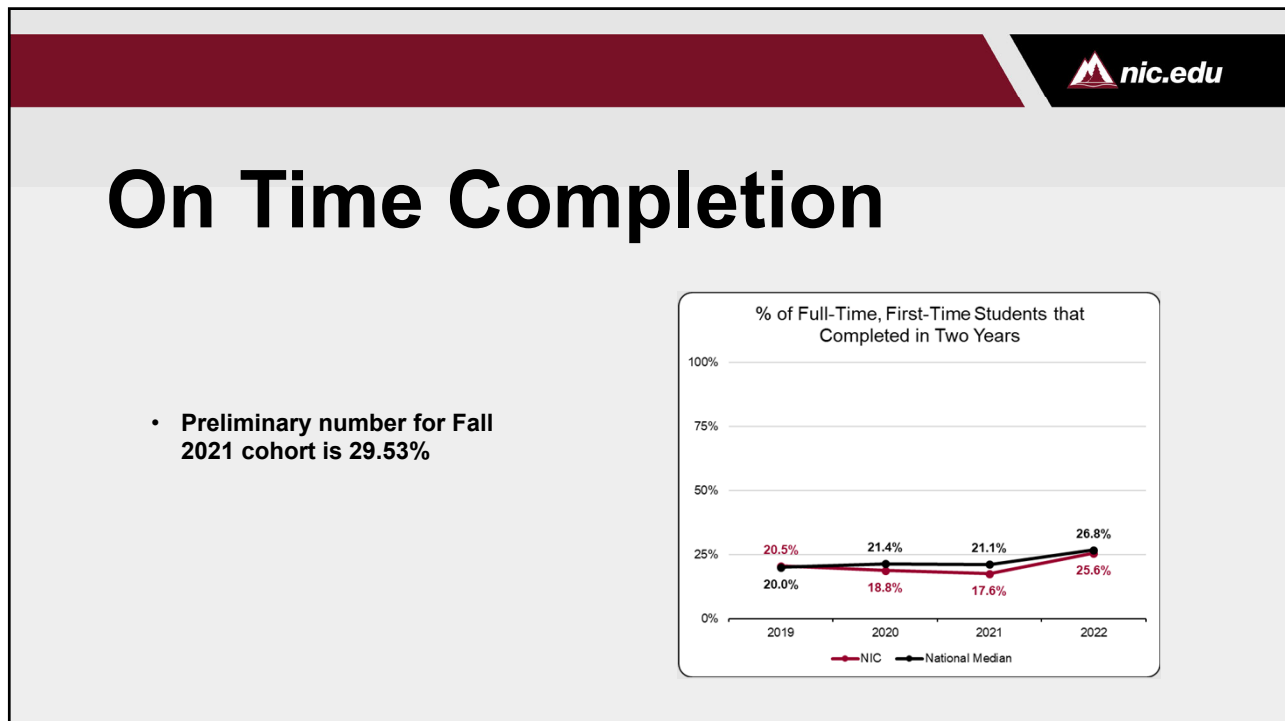 nic.edu
On Time Completion
• Preliminary number for Fall
2021 cohort is 29.53%
% of Full-Time, First-Time Students that
Completed in Two Years
100%
75%
50%
25%
0%
20.5%
21.4%
21.1%
26.8%
20.0%
18.8%
17.6%
25.6%
2019
2020
2021
2022
NIC
National Median